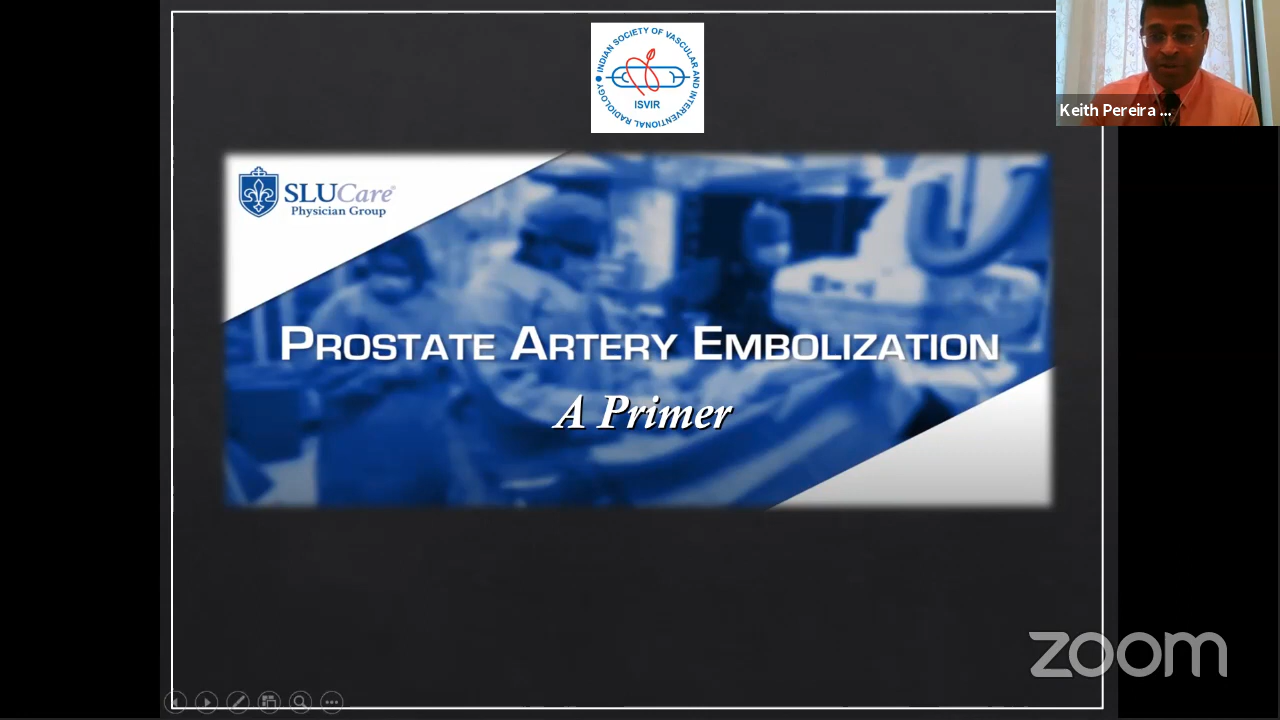 INDIAN SOCIETY OF VASCULAR AND INTERVENTIONAL RADIOLOGY
ISVIR
Keith Pereira ...
SLUCare®
Physician Group
PROSTATE ARTERY EMBOLIZATION
A Primer
zoom